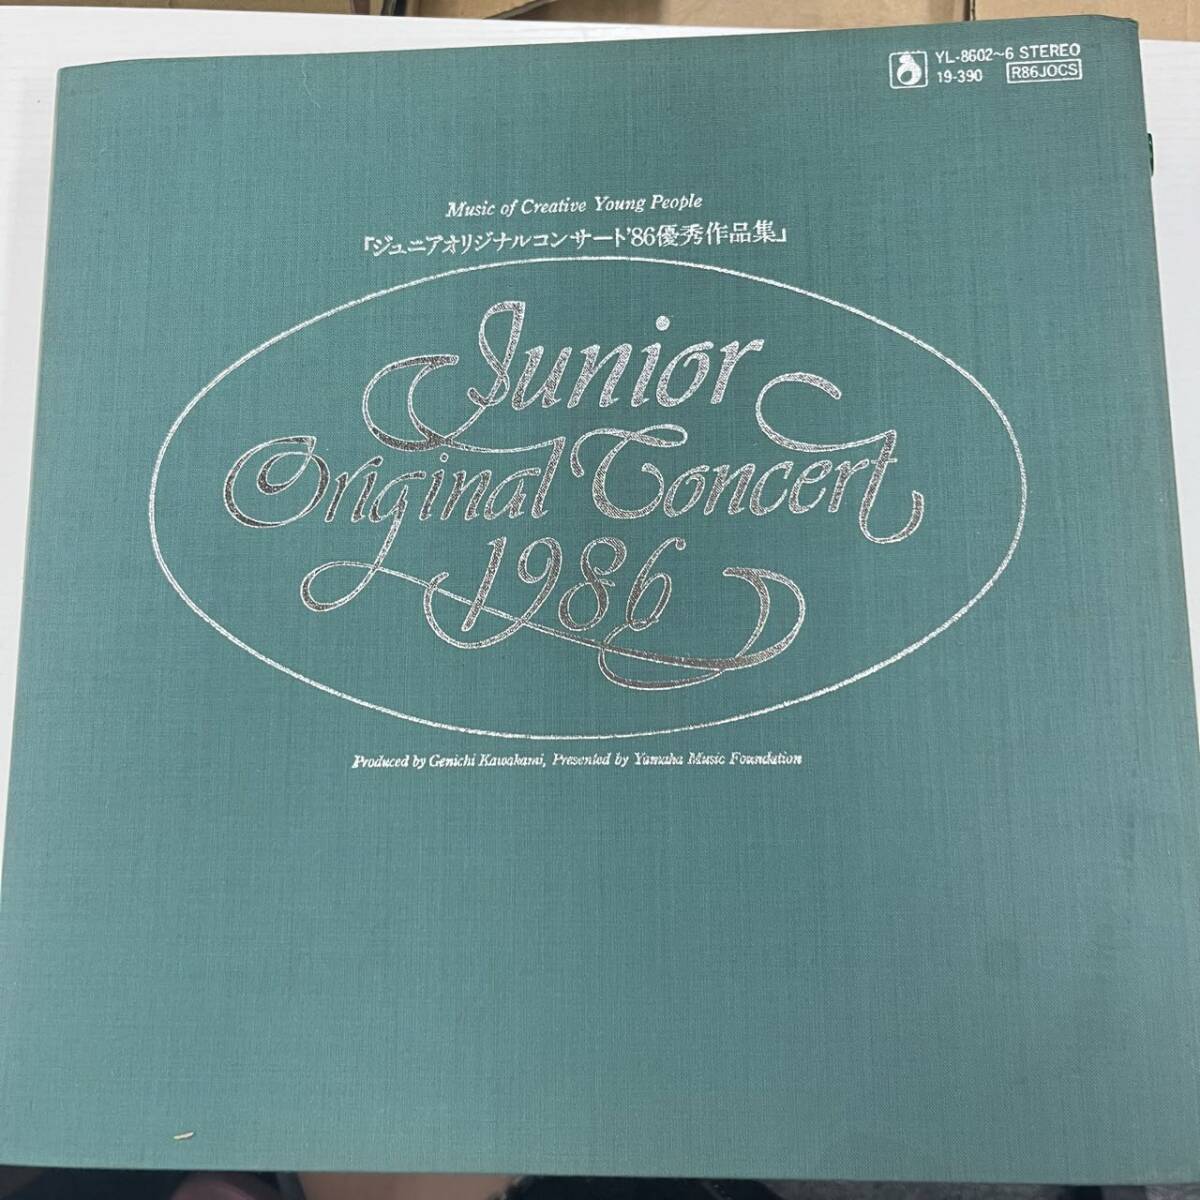 YL-8602~6 STEREO
19-390 R86JOCS
Music of Creative Young People
『ジュニアオリジナルコンサート'86優秀作品集』
Junior
Original Concert
1986
Produced by Genichi Kawakami, Presented by Yamaha Music Foundation